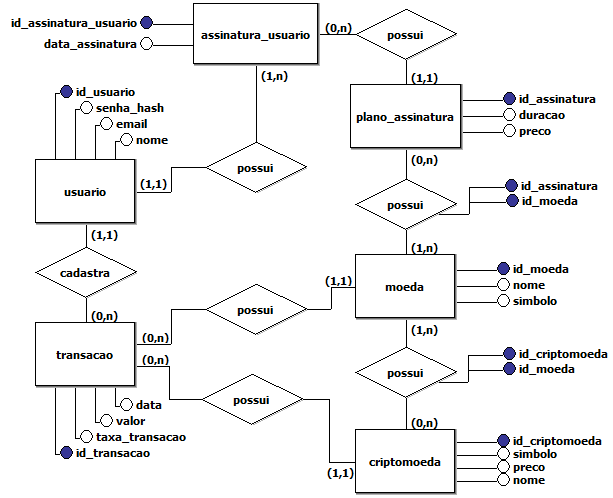 id_assinatura_usuario
data_assinatura
assinatura_usuario
(0,n)
possui
(1,n)
(1,1)
id_usuario
senha_hash
email
nome
plano_assinatura
id_assinatura
duracao
preco
usuario
(1,1)
possui
(0,n)
possui
id_assinatura
id_moeda
(1,1)
cadastra
(1,n)
(1,1)
possui
moeda
id_moeda
nome
simbolo
(0,n)
transacao
(0,n)
(0,n)
(1,n)
possui
possui
id_criptomoeda
id_moeda
data
valor
taxa_transacao
id_transacao
(0,n)
(1,1)
criptomoeda
id_criptomoeda
simbolo
preco
nome